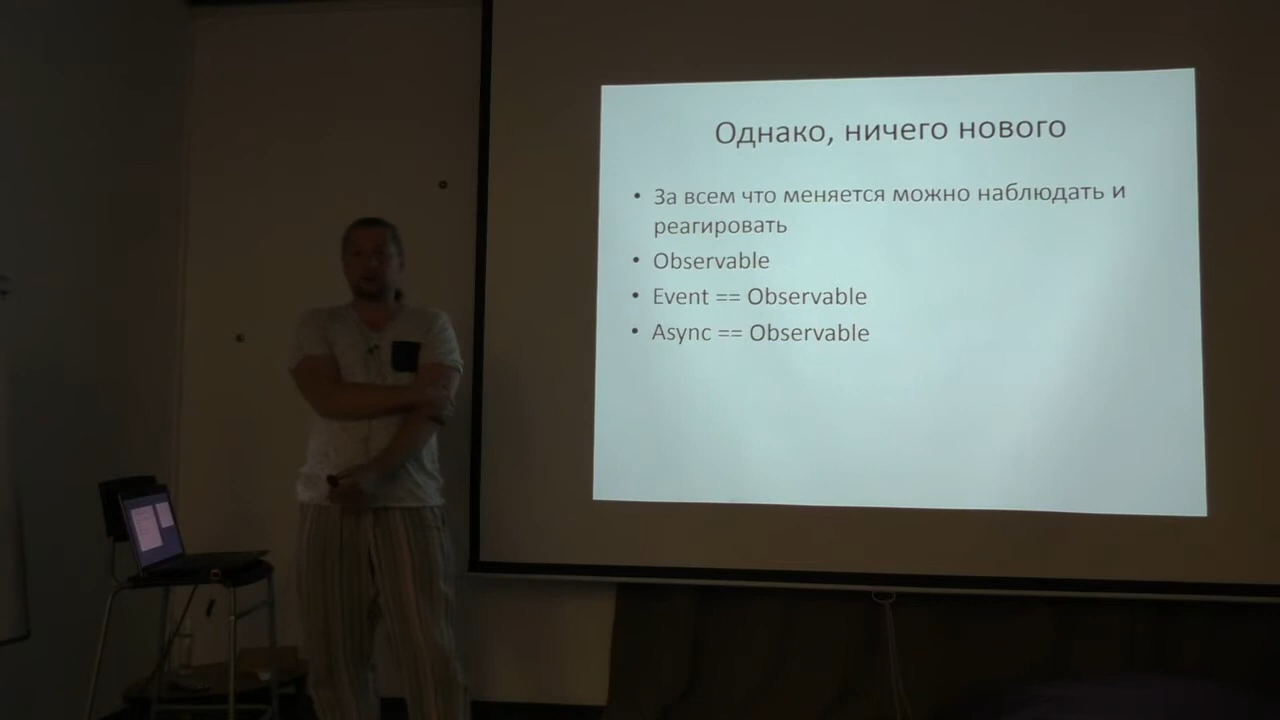 Однако, ничего нового
• За всем что меняется можно наблюдать и
реагировать
• Observable
• Event == Observable
• Async == Observable